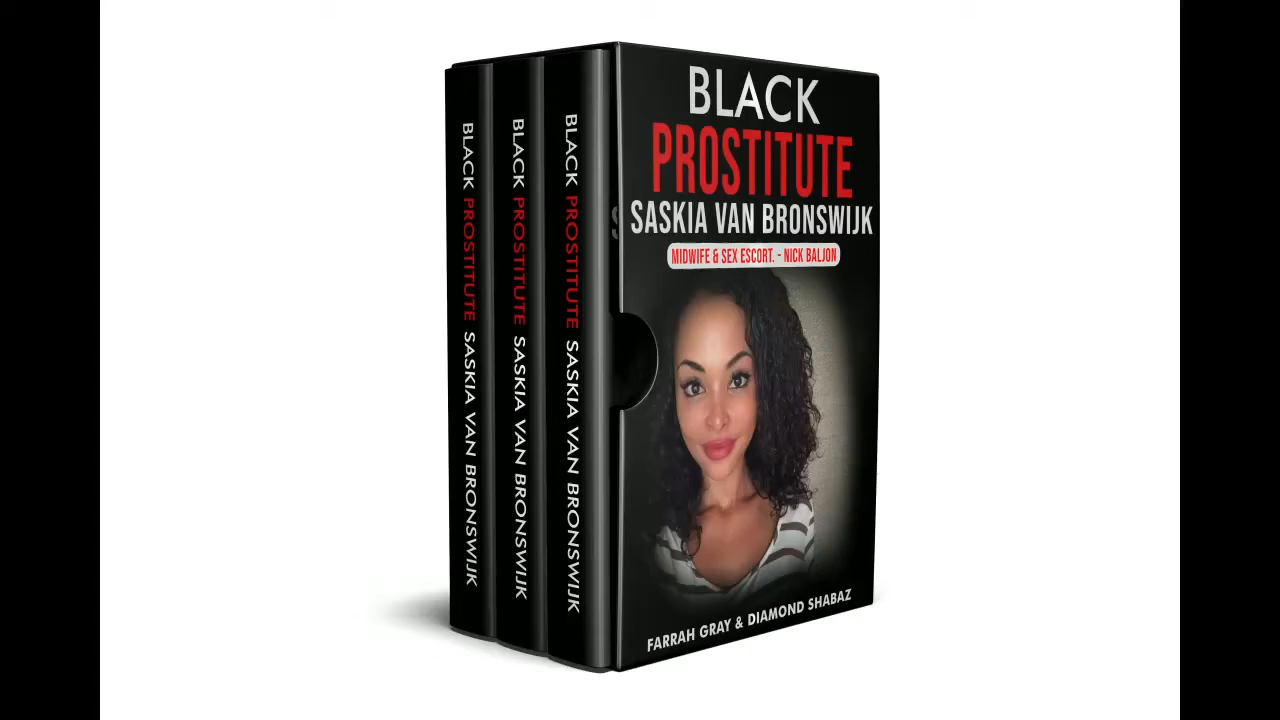 BLACK PROSTITUTE SASKIA VAN BRONSWIJK
BLACK PROSTITUTE SASKIA VAN BRONSWIJK
BLACK PROSTITUTE SASKIA VAN BRONSWIJK
BLACK
PROSTITUTE
SASKIA VAN BRONSWIJK
MIDWIFE & SEX ESCORT. - NICK BALJON
FARRAH GRAY & DIAMOND SHABAZ